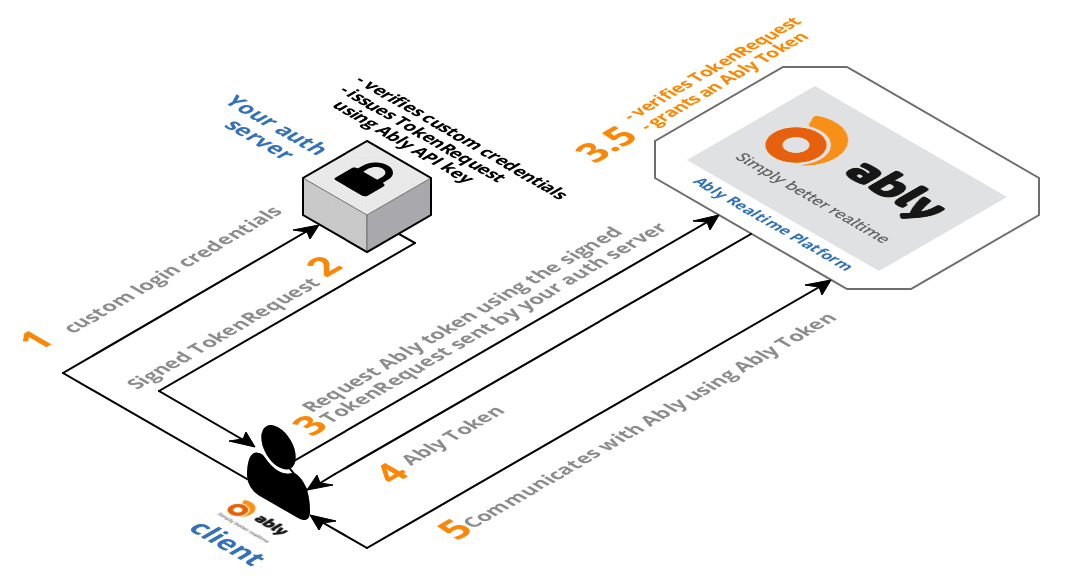 Your auth
server
- verifies custom credentials
- issues TokenRequest
using Ably API key
3.5
- verifies TokenRequest
- grants an Ably Token
ably
Simply better realtime
Ably Realtime Platform
1
custom login credentials
2
Signed TokenRequest
3
Request Ably token using the signed
TokenRequest sent by your auth server
4
Ably Token
5
Communicates with Ably using Ably Token
ably
Simply better realtime
client